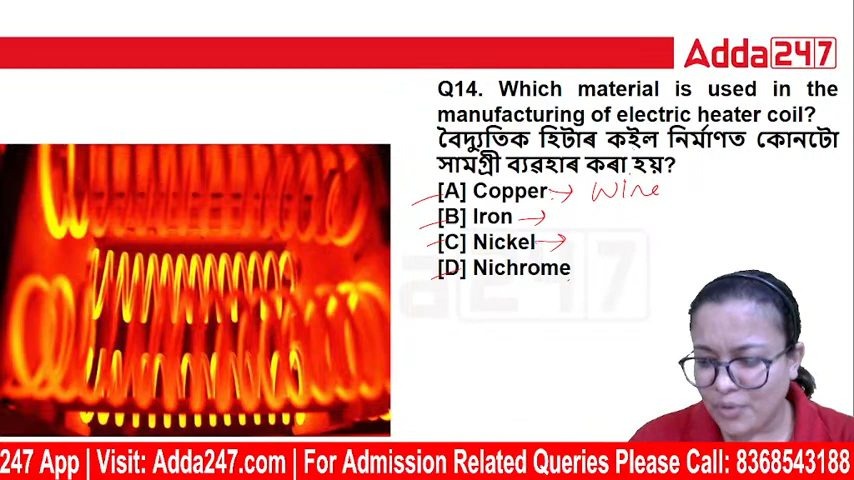 Adda247
Q14. Which material is used in the
manufacturing of electric heater coil?
বৈদ্যুতিক হিটাৰ কইল নিৰ্মাণত কোনটো
সামগ্ৰী ব্যৱহাৰ কৰা হয়?
[A] Copper → Wire
[B] Iron →
[C] Nickel →
[D] Nichrome
247 App | Visit: Adda247.com | For Admission Related Queries Please Call: 8368543188